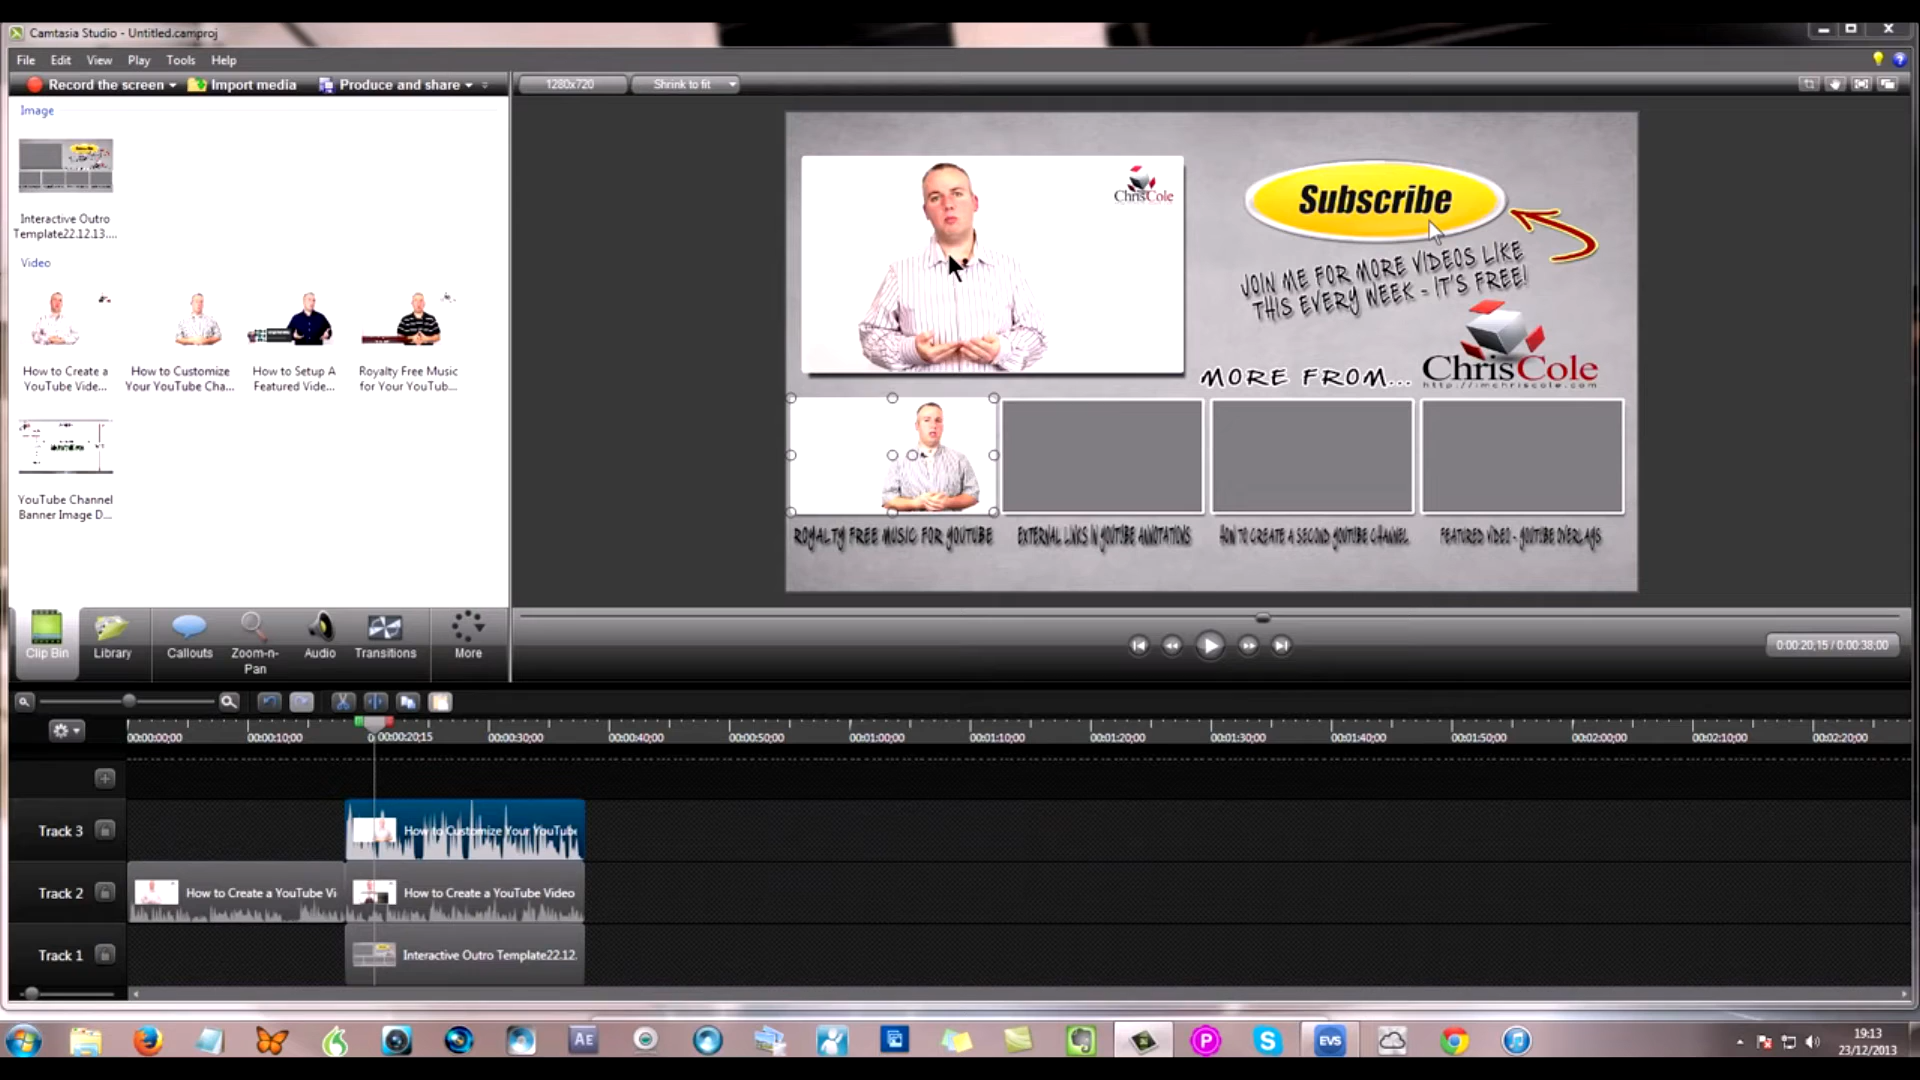 Camtasia Studio - Untitled.camproj
File Edit View Play Tools Help
Record the screen Import media Produce and share
1280x720 Shrink to fit
Image
Interactive Outro
Template22.12.13....
Video
How to Create a
YouTube Vide...
How to Customize
Your YouTube Cha...
How to Setup A
Featured Vide...
Royalty Free Music
for Your YouTub...
YouTube Channel
Banner Image D...
ChrisCole
Subscribe
JOIN ME FOR MORE VIDEOS LIKE
THIS EVERY WEEK - IT'S FREE!
MORE FROM...
ChrisCole
http://imchriscole.com
ROYALTY FREE MUSIC FOR YOUTUBE
EXTERNAL LINKS IN YOUTUBE ANNOTATIONS
HOW TO CREATE A SECOND YOUTUBE CHANNEL
FEATURED VIDEO - YOUTUBE OVERLAYS
Clip Bin
Library
Callouts
Zoom-n-
Pan
Audio
Transitions
More
0:00:20;15 / 0:00:38;00
00:00:00;00 00:00:10;00 00:00:20;15 00:00:30;00 00:00:40;00 00:00:50;00 00:01:00;00 00:01:10;00 00:01:20;00 00:01:30;00 00:01:40;00 00:01:50;00 00:02:00;00 00:02:10;00 00:02:20;00
Track 3
How to Customize Your YouTube
Track 2
How to Create a YouTube Vi
How to Create a YouTube Video
Track 1
Interactive Outro Template22.12.
AE
EVS
19:13
23/12/2013